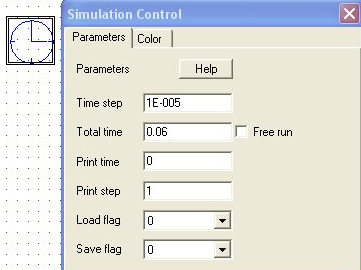 Simulation Control
Parameters Color
Parameters Help
Time step 1E-005
Total time 0.06 Free run
Print time 0
Print step 1
Load flag 0
Save flag 0